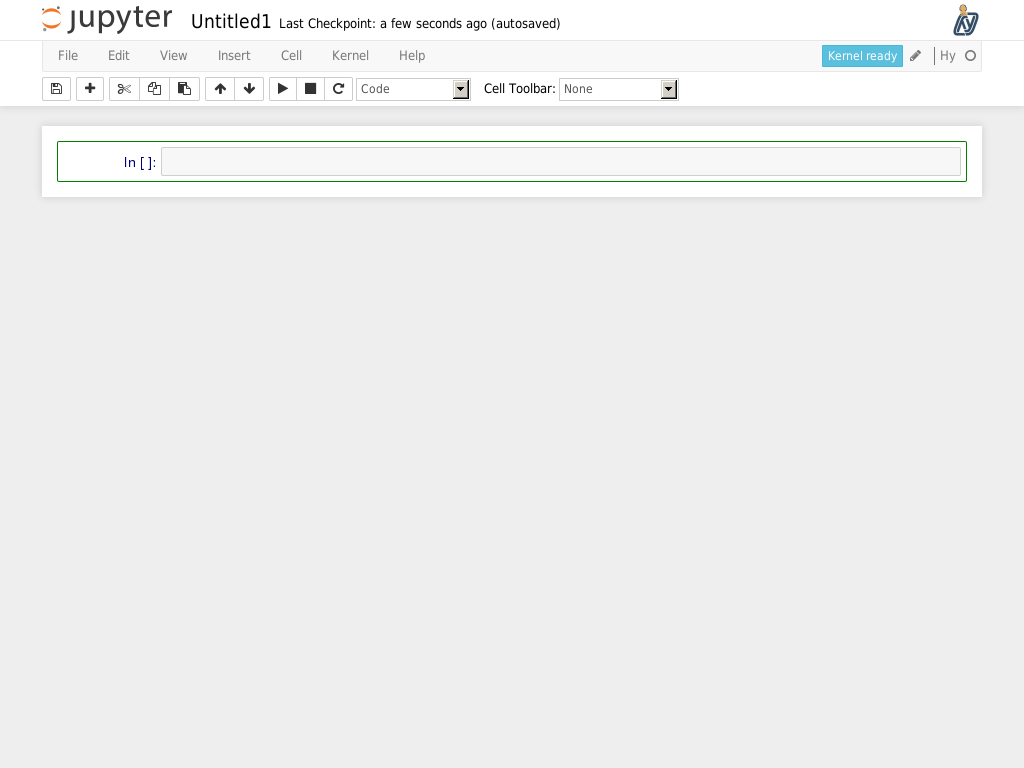 jupyter Untitled1 Last Checkpoint: a few seconds ago (autosaved) hy
File Edit View Insert Cell Kernel Help Kernel ready Hy
Code Cell Toolbar: None
In [ ]: